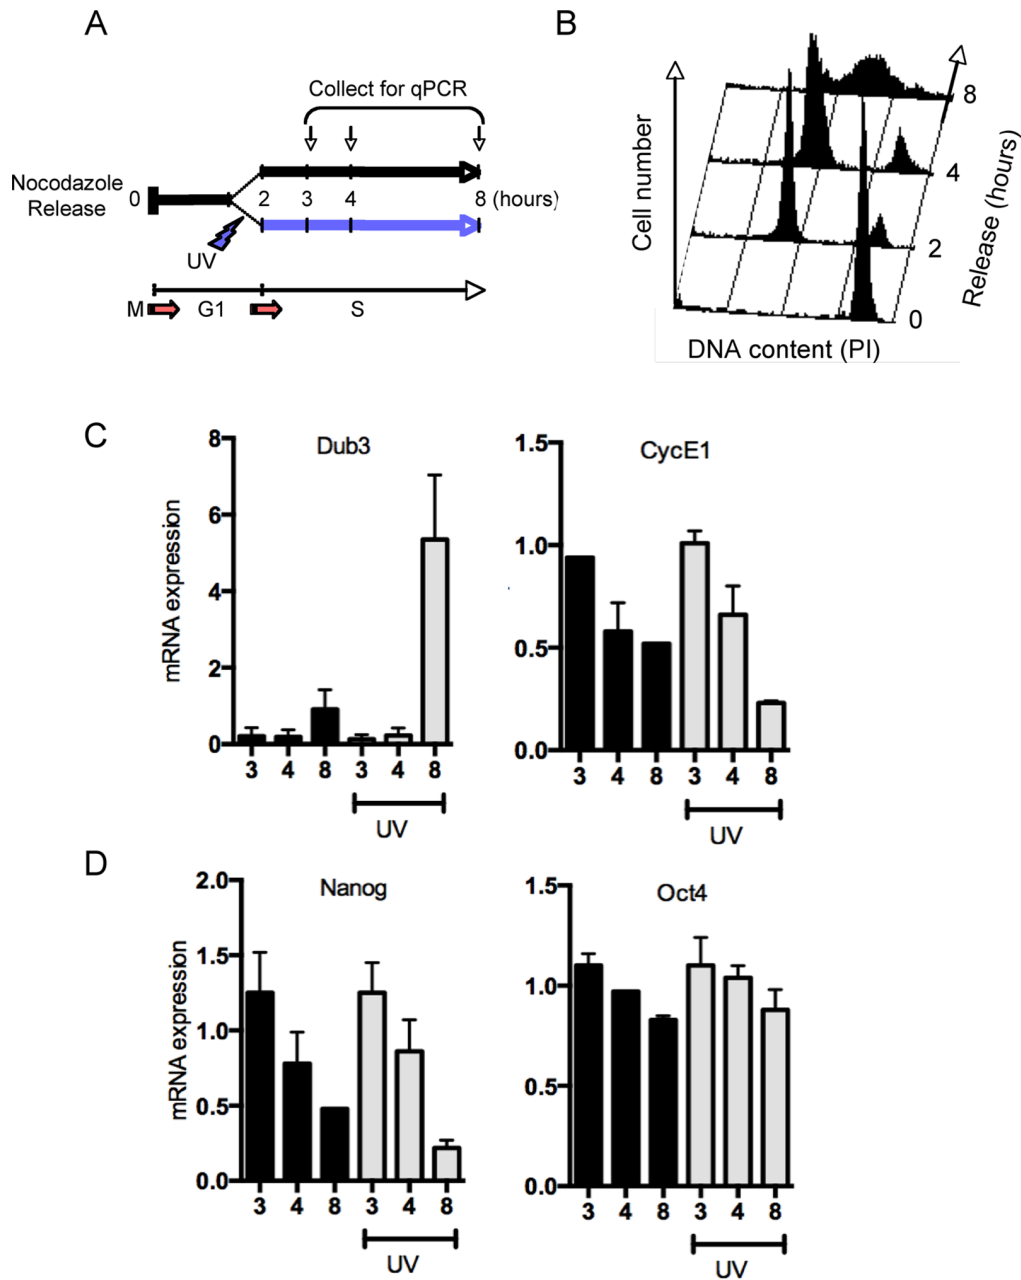 A
Collect for qPCR
Nocodazole
Release
0
2 3 4 8 (hours)
UV
M G1 S
B
Cell number
8
4
2
0
Release (hours)
DNA content (PI)
C
Dub3
mRNA expression
8
6
4
2
0
3 4 8 3 4 8
UV
CycE1
1.5
1.0
0.5
0.0
3 4 8 3 4 8
UV
D
Nanog
mRNA expression
2.0
1.5
1.0
0.5
0.0
3 4 8 3 4 8
UV
Oct4
1.5
1.0
0.5
0.0
3 4 8 3 4 8
UV